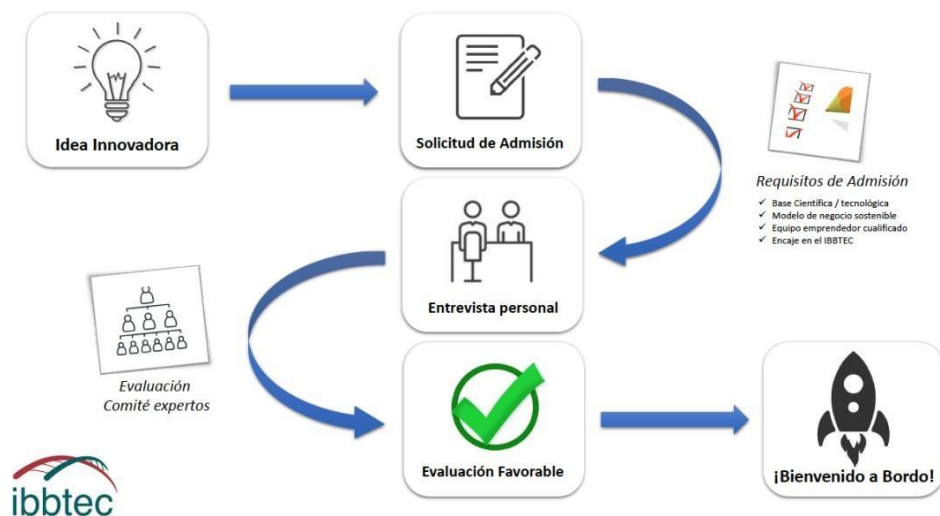 Idea Innovadora
Solicitud de Admisión
Requisitos de Admisión
Base Científica / tecnológica
Modelo de negocio sostenible
Equipo emprendedor cualificado
Encaje en el IBBTEC
Entrevista personal
Evaluación
Comité expertos
Evaluación Favorable
¡Bienvenido a Bordo!
ibbtec